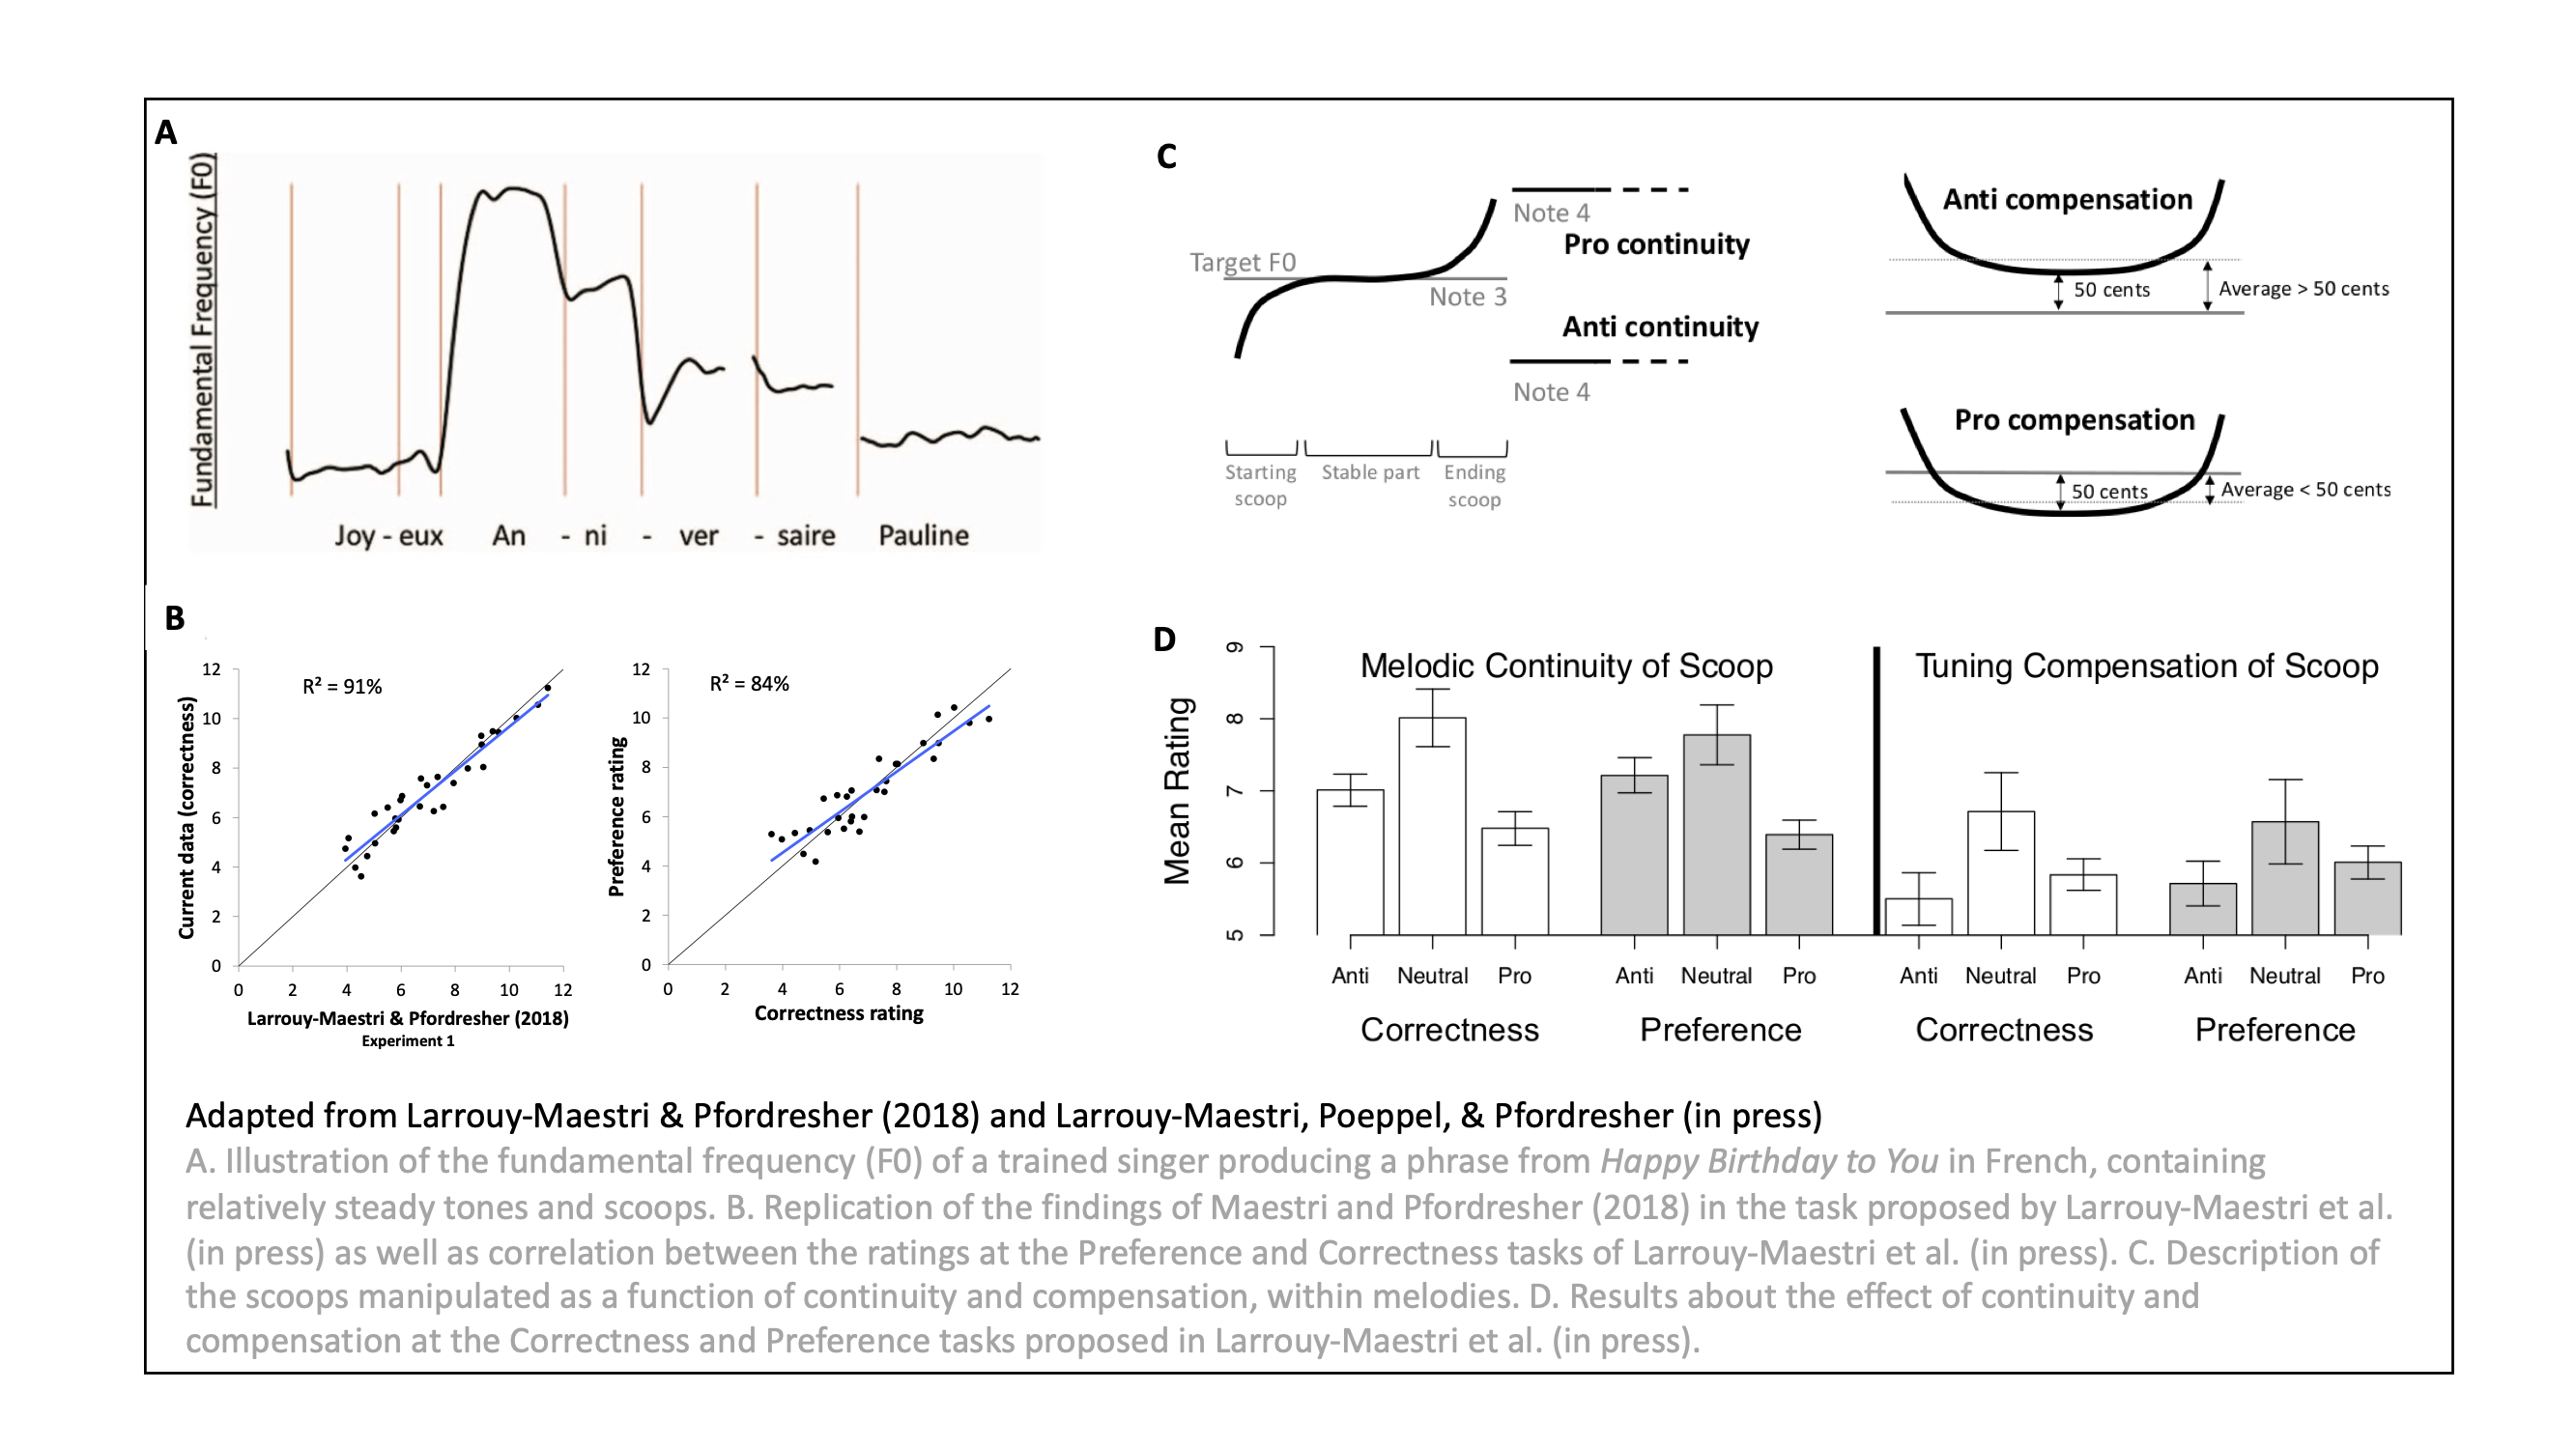 A
Fundamental Frequency (F0)
Joy - eux An - ni - ver - saire Pauline
B
R² = 91%
12
10
8
6
4
2
0
0 2 4 6 8 10 12
Current data (correctness)
Larrouy-Maestri & Pfordresher (2018)
Experiment 1
R² = 84%
12
10
8
6
4
2
0
0 2 4 6 8 10 12
Preference rating
Correctness rating
C
Target F0
Note 3
Note 4
Pro continuity
Anti continuity
Note 4
Starting scoop
Stable part
Ending scoop
Anti compensation
50 cents
Average > 50 cents
Pro compensation
50 cents
Average < 50 cents
D
Mean Rating
9
8
7
6
5
Melodic Continuity of Scoop
Tuning Compensation of Scoop
Anti Neutral Pro Anti Neutral Pro Anti Neutral Pro Anti Neutral Pro
Correctness Preference Correctness Preference
Adapted from Larrouy-Maestri & Pfordresher (2018) and Larrouy-Maestri, Poeppel, & Pfordresher (in press)
A. Illustration of the fundamental frequency (F0) of a trained singer producing a phrase from Happy Birthday to You in French, containing
relatively steady tones and scoops. B. Replication of the findings of Maestri and Pfordresher (2018) in the task proposed by Larrouy-Maestri et al.
(in press) as well as correlation between the ratings at the Preference and Correctness tasks of Larrouy-Maestri et al. (in press). C. Description of
the scoops manipulated as a function of continuity and compensation, within melodies. D. Results about the effect of continuity and
compensation at the Correctness and Preference tasks proposed in Larrouy-Maestri et al. (in press).